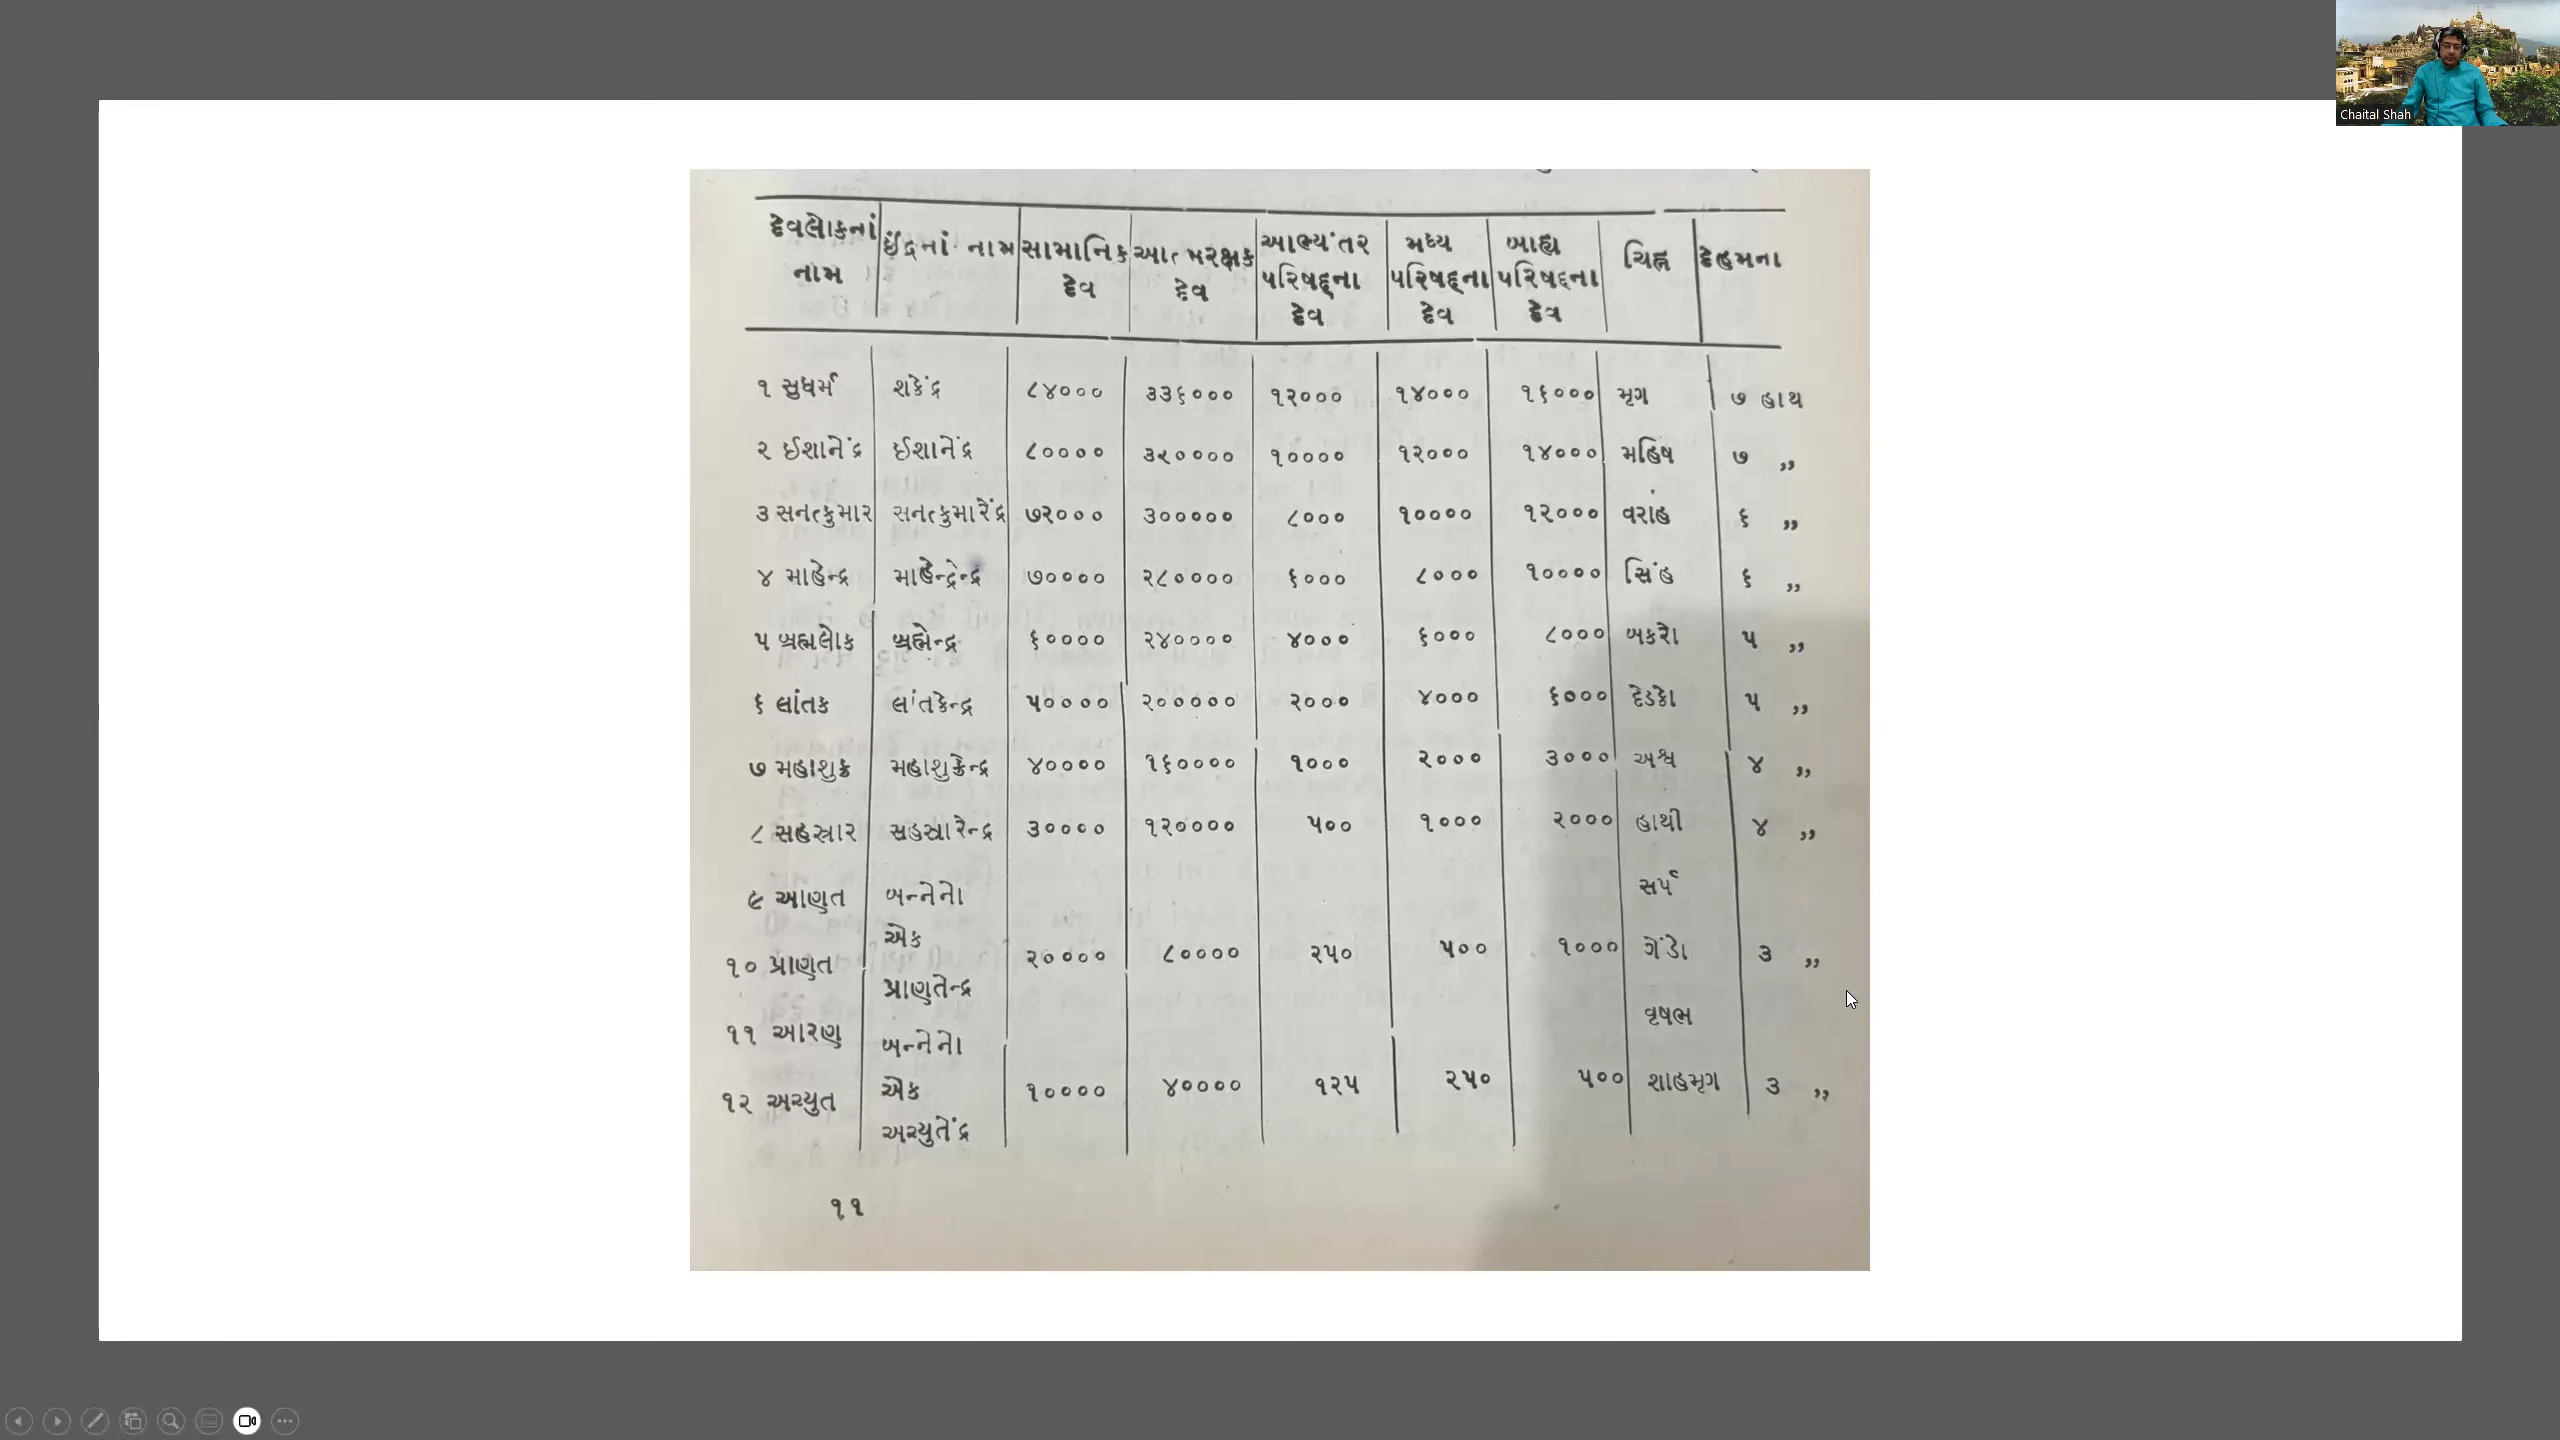 Chaital Shah
દેવલોકનાં ઈંદ્રનાં નામ સામાનિક આત્મરક્ષક આભ્યંતર મધ્ય બાહ્ય ચિહ્ન દેહમના
નામ દેવ દેવ પરિષદ્ના પરિષદ્ના પરિષદ્ના
દેવ દેવ દેવ
૧ સુધર્મ શકેંદ્ર ૮૪૦૦૦ ૩૩૬૦૦૦ ૧૨૦૦૦ ૧૪૦૦૦ ૧૬૦૦૦ મૃગ ૭ હાથ
૨ ઈશાનેંદ્ર ઈશાનેંદ્ર ૮૦૦૦૦ ૩૨૦૦૦૦ ૧૦૦૦૦ ૧૨૦૦૦ ૧૪૦૦૦ મહિષ ૭ ,,
૩ સનત્કુમાર સનત્કુમારેંદ્ર ૭૨૦૦૦ ૩૦૦૦૦૦ ૮૦૦૦ ૧૦૦૦૦ ૧૨૦૦૦ વરાંહ ૬ ,,
૪ માહેન્દ્ર માહેન્દ્રેન્દ્ર ૭૦૦૦૦ ૨૮૦૦૦૦ ૬૦૦૦ ૮૦૦૦ ૧૦૦૦૦ સિંહ ૬ ,,
૫ બ્રહ્મલોક બ્રહ્મેન્દ્ર ૬૦૦૦૦ ૨૪૦૦૦૦ ૪૦૦૦ ૬૦૦૦ ૮૦૦૦ બકરો ૫ ,,
૬ લાંતક લાંતકેન્દ્ર ૫૦૦૦૦ ૨૦૦૦૦૦ ૨૦૦૦ ૪૦૦૦ ૬૦૦૦ દેડકો ૫ ,,
૭ મહાશુક્ર મહાશુક્રેન્દ્ર ૪૦૦૦૦ ૧૬૦૦૦૦ ૧૦૦૦ ૨૦૦૦ ૩૦૦૦ અશ્વ ૪ ,,
૮ સહસ્રાર સહસ્રારેન્દ્ર ૩૦૦૦૦ ૧૨૦૦૦૦ ૫૦૦ ૧૦૦૦ ૨૦૦૦ હાથી ૪ ,,
૯ આણત બન્નેનો સર્પ
એક
૧૦ પ્રાણત ૨૦૦૦૦ ૮૦૦૦૦ ૨૫૦ ૫૦૦ ૧૦૦૦ ગેંડો ૩ ,,
પ્રાણતેન્દ્ર
૧૧ આરણ બન્નેનો વૃષભ
૧૨ અચ્યુત એક ૧૦૦૦૦ ૪૦૦૦૦ ૧૨૫ ૨૫૦ ૫૦૦ શાહમૃગ ૩ ,,
અચ્યુતેંદ્ર
૧૧